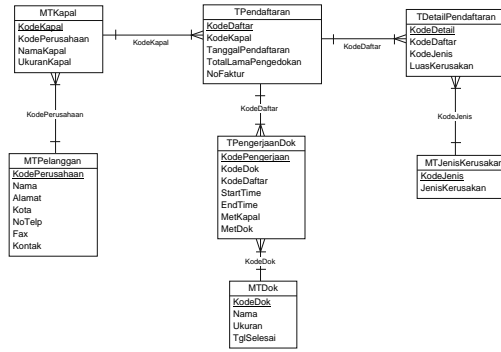 MTKapal
KodeKapal
KodePerusahaan
NamaKapal
UkuranKapal
KodeKapal
TPendaftaran
KodeDaftar
KodeKapal
TanggalPendaftaran
TotalLamaPengedokan
NoFaktur
KodeDaftar
TDetailPendaftaran
KodeDetail
KodeDaftar
KodeJenis
LuasKerusakan
KodePerusahaan
KodeDaftar
KodeJenis
MTPelanggan
KodePerusahaan
Nama
Alamat
Kota
NoTelp
Fax
Kontak
TPengerjaanDok
KodePengerjaan
KodeDok
KodeDaftar
StartTime
EndTime
MetKapal
MetDok
MTJenisKerusakan
KodeJenis
JenisKerusakan
KodeDok
MTDok
KodeDok
Nama
Ukuran
TglSelesai